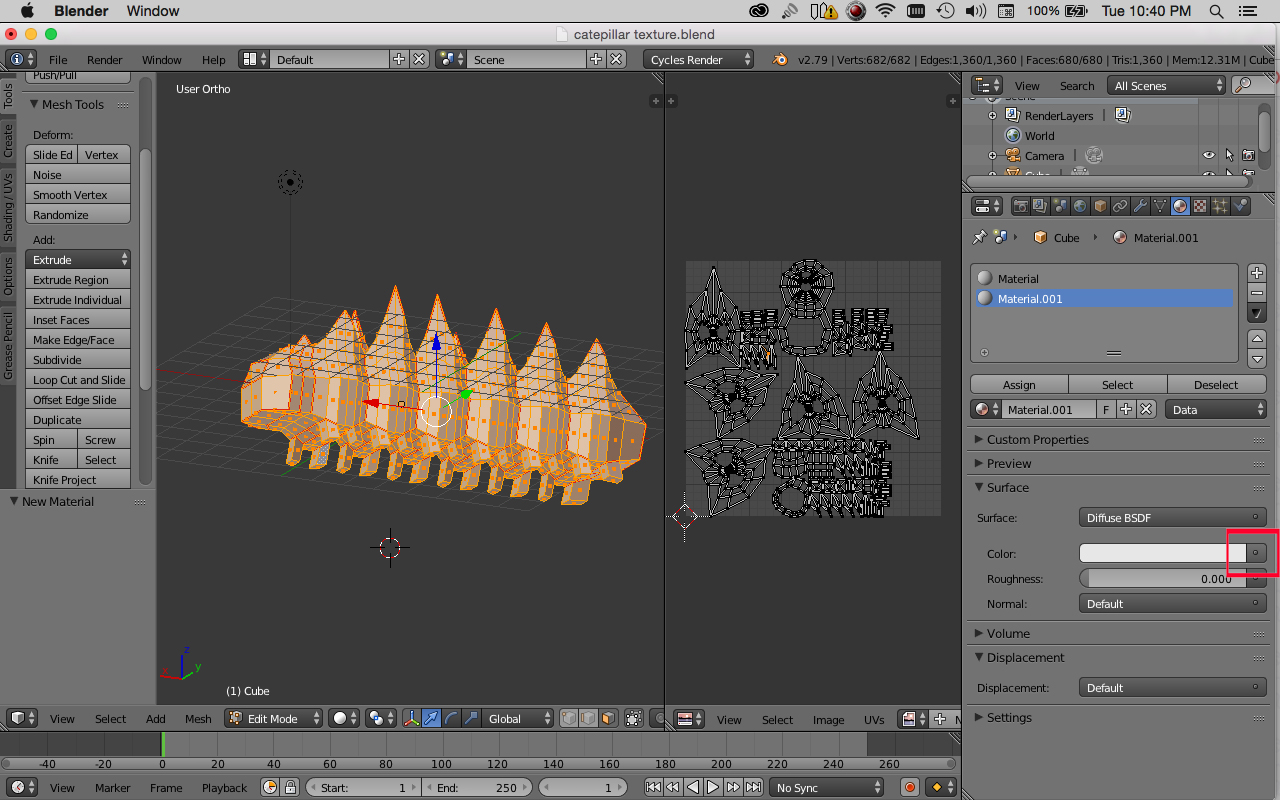 Blender Window 100% Tue 10:40 PM
catepillar texture.blend
File Render Window Help Default Scene Cycles Render v2.79 | Verts:682/682 | Edges:1,360/1,360 | Faces:680/680 | Tris:1,360 | Mem:12.31M | Cube
Push/Pull
Mesh Tools
Deform:
Slide Ed Vertex
Noise
Smooth Vertex
Randomize
Add:
Extrude
Extrude Region
Extrude Individual
Inset Faces
Make Edge/Face
Subdivide
Loop Cut and Slide
Offset Edge Slide
Duplicate
Spin Screw
Knife Select
Knife Project
New Material
Tools
Create
Shading / UVs
Options
Grease Pencil
User Ortho
z
y
x
(1) Cube
View Select Add Mesh Edit Mode Global
View Select Image UVs N
View Search All Scenes
Scene
RenderLayers
World
Camera
Cube
Cube Material.001
Material
Material.001
Assign Select Deselect
Material.001 F Data
Custom Properties
Preview
Surface
Surface: Diffuse BSDF
Color:
Roughness: 0.000
Normal: Default
Volume
Displacement
Displacement: Default
Settings
-40 -20 0 20 40 60 80 100 120 140 160 180 200 220 240 260
View Marker Frame Playback Start: 1 End: 250 1 No Sync